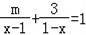 m/(x-1) + 3/(1-x) = 1